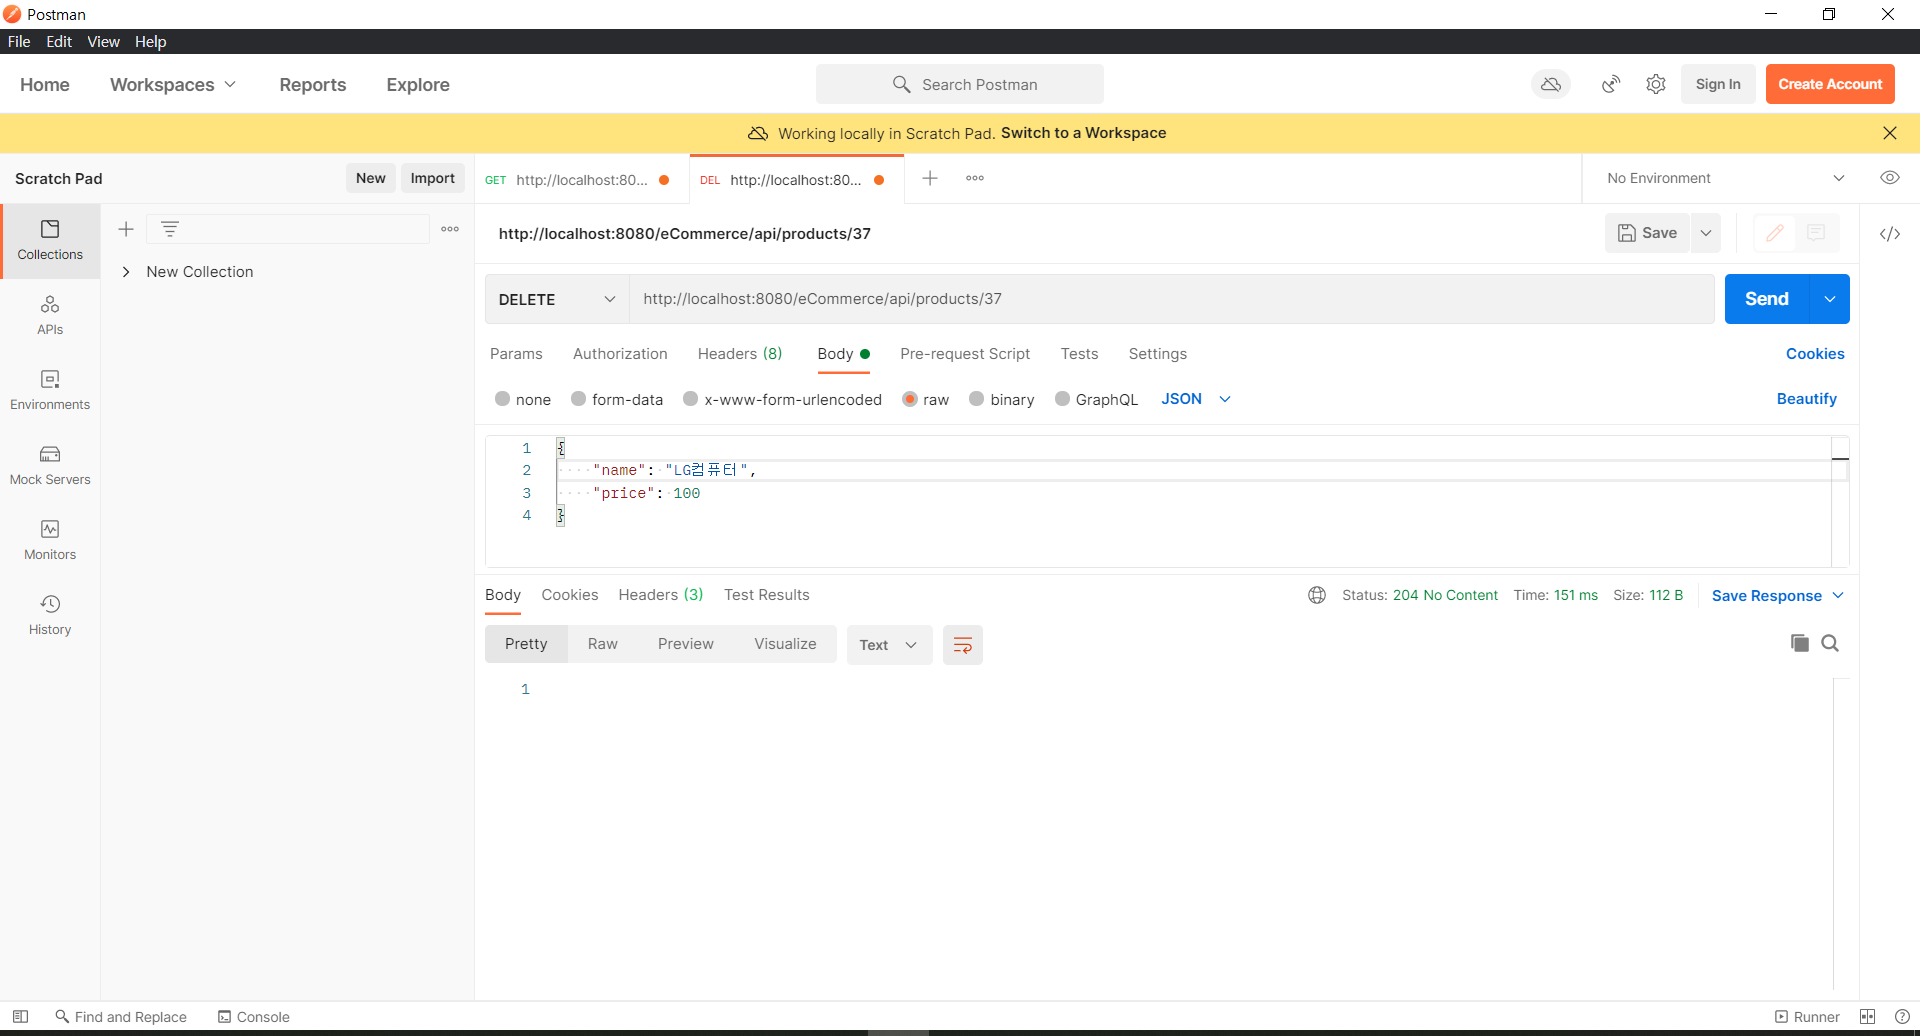 Postman
File Edit View Help
Home Workspaces Reports Explore Search Postman Sign In Create Account
Working locally in Scratch Pad. Switch to a Workspace
Scratch Pad New Import GET http://localhost:80... DEL http://localhost:80... No Environment
http://localhost:8080/eCommerce/api/products/37 Save
Collections
New Collection
DELETE http://localhost:8080/eCommerce/api/products/37 Send
APIs
Params Authorization Headers (8) Body Pre-request Script Tests Settings Cookies
Environments
none form-data x-www-form-urlencoded raw binary GraphQL JSON Beautify
1 {
2 "name": "LG컴퓨터",
3 "price": 100
4 }
Mock Servers
Monitors
Body Cookies Headers (3) Test Results Status: 204 No Content Time: 151 ms Size: 112 B Save Response
History
Pretty Raw Preview Visualize Text
1
Find and Replace Console Runner